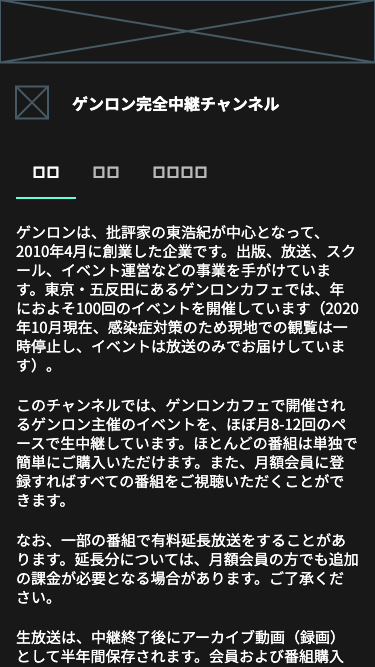 ゲンロン完全中継チャンネル
ゲンロンは、批評家の東浩紀が中心となって、
2010年4月に創業した企業です。出版、放送、スク
ール、イベント運営などの事業を手がけていま
す。東京・五反田にあるゲンロンカフェでは、年
におよそ100回のイベントを開催しています（2020
年10月現在、感染症対策のため現地での観覧は一
時停止し、イベントは放送のみでお届けしていま
す）。
このチャンネルでは、ゲンロンカフェで開催され
るゲンロン主催のイベントを、ほぼ月8-12回のペ
ースで生中継しています。ほとんどの番組は単独で
簡単にご購入いただけます。また、月額会員に登
録すればすべての番組をご視聴いただくことがで
きます。
なお、一部の番組で有料延長放送をすることがあ
ります。延長分については、月額会員の方でも追加
の課金が必要となる場合があります。ご了承くだ
さい。
生放送は、中継終了後にアーカイブ動画（録画）
として半年間保存されます。会員および番組購入